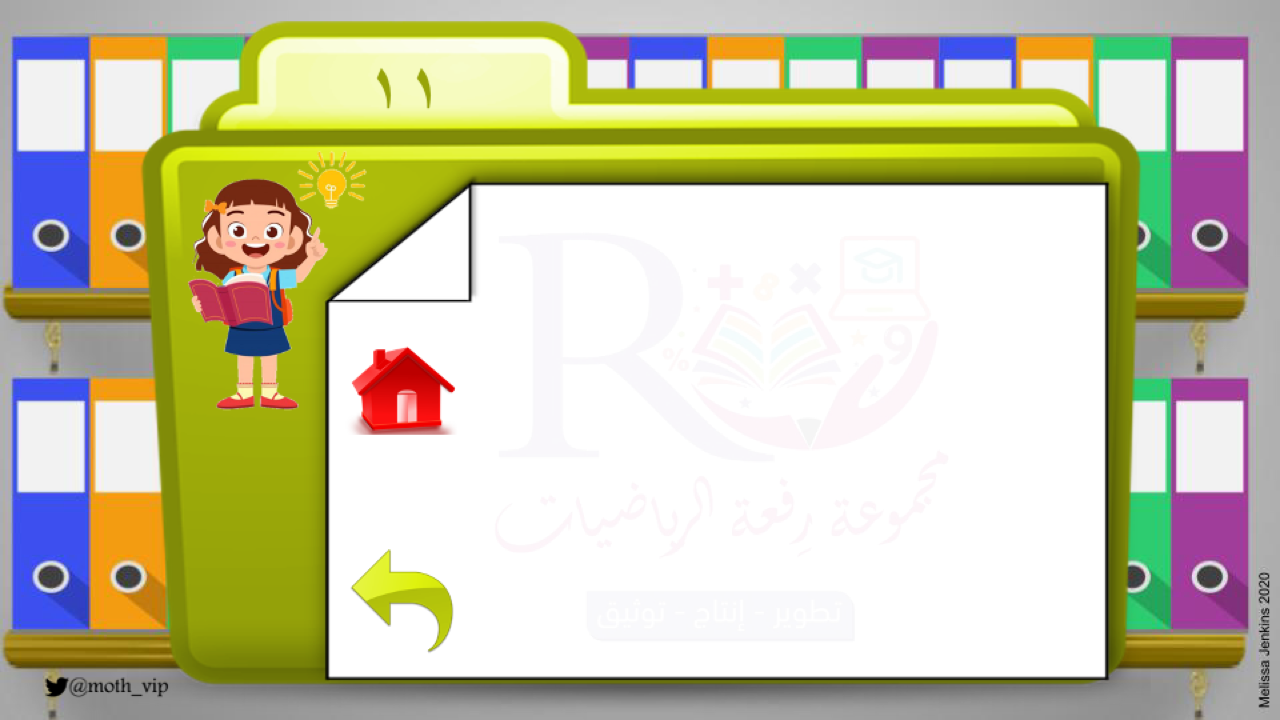 ١١
مجموعة رفعة الرياضيات
تطوير - إنتاج - توثيق
@moth_vip
Melissa Jenkins 2020